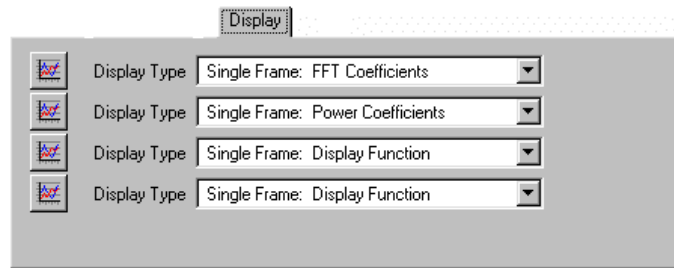 Display
Display Type Single Frame: FFT Coefficients
Display Type Single Frame: Power Coefficients
Display Type Single Frame: Display Function
Display Type Single Frame: Display Function